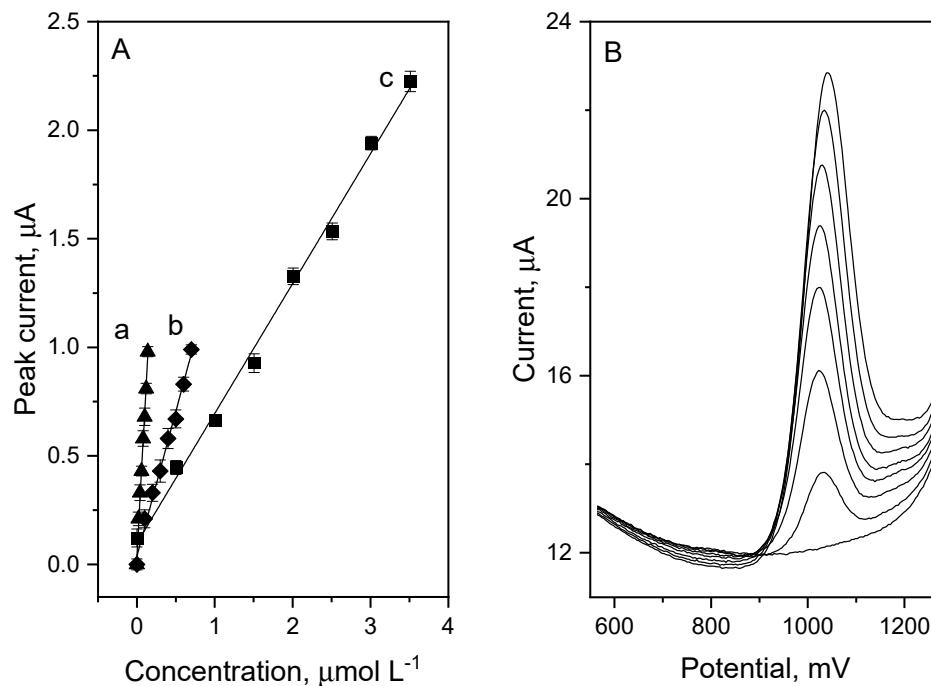 A
2.5
2.0
1.5
1.0
0.5
0.0
a
b
c
0
1
2
3
4
Peak current, μA
Concentration, μmol L⁻¹
B
24
20
16
12
600
800
1000
1200
Current, μA
Potential, mV